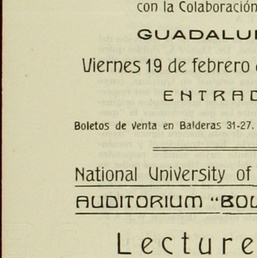 con la Colaboración
GUADALU
Viernes 19 de febrero
ENTRAD
Boletos de venta en Balderas 31-27.
National University of
AUDITORIUM "BOL
Lecture